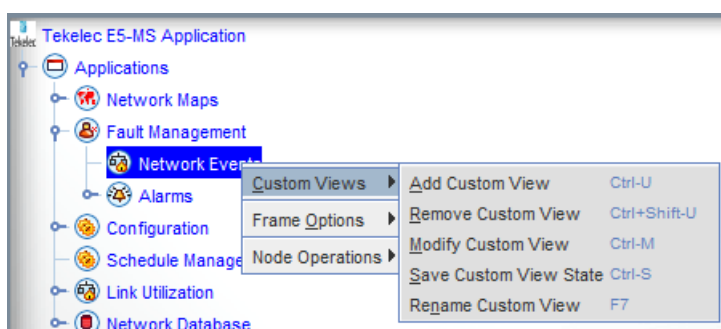 Tekelec Tekelec E5-MS Application
Applications
Network Maps
Fault Management
Network Events
Alarms
Configuration
Schedule Manage
Link Utilization
Network Database
Custom Views
Frame Options
Node Operations
Add Custom View Ctrl-U
Remove Custom View Ctrl+Shift-U
Modify Custom View Ctrl-M
Save Custom View State Ctrl-S
Rename Custom View F7